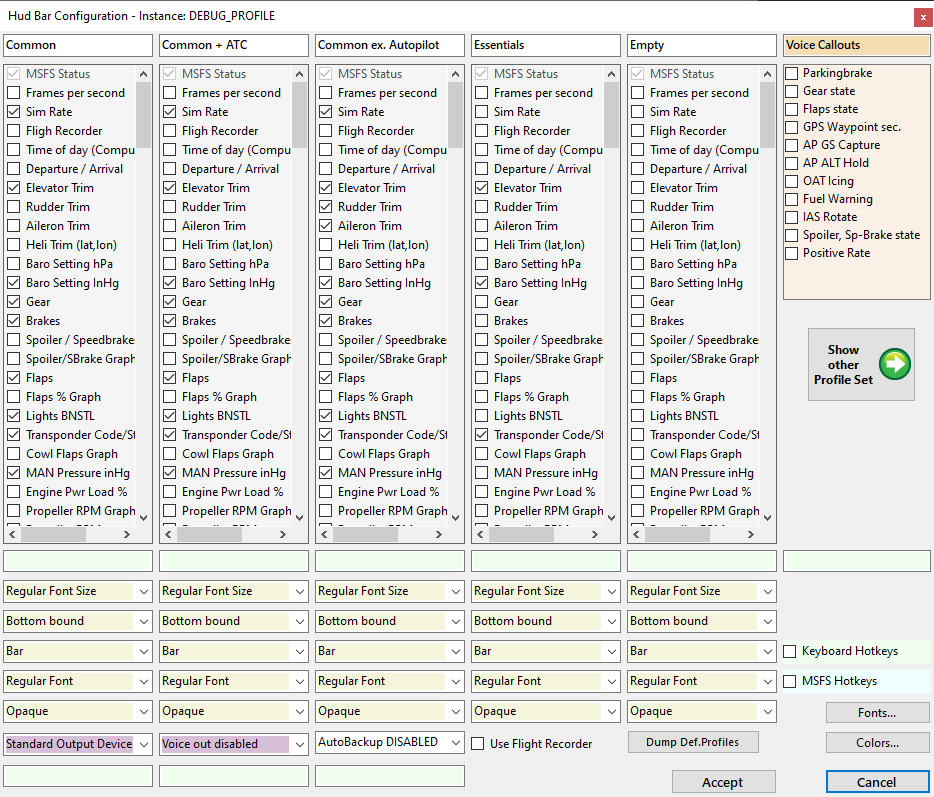 Hud Bar Configuration - Instance: DEBUG_PROFILE
x
Common
Common + ATC
Common ex. Autopilot
Essentials
Empty
Voice Callouts
MSFS Status
Frames per second
Sim Rate
Fligh Recorder
Time of day (Compu
Departure / Arrival
Elevator Trim
Rudder Trim
Aileron Trim
Heli Trim (lat,lon)
Baro Setting hPa
Baro Setting InHg
Gear
Brakes
Spoiler / Speedbrake
Spoiler/SBrake Graph
Flaps
Flaps % Graph
Lights BNSTL
Transponder Code/St
Cowl Flaps Graph
MAN Pressure inHg
Engine Pwr Load %
Propeller RPM Graph
MSFS Status
Frames per second
Sim Rate
Fligh Recorder
Time of day (Compu
Departure / Arrival
Elevator Trim
Rudder Trim
Aileron Trim
Heli Trim (lat,lon)
Baro Setting hPa
Baro Setting InHg
Gear
Brakes
Spoiler / Speedbrake
Spoiler/SBrake Graph
Flaps
Flaps % Graph
Lights BNSTL
Transponder Code/St
Cowl Flaps Graph
MAN Pressure inHg
Engine Pwr Load %
Propeller RPM Graph
MSFS Status
Frames per second
Sim Rate
Fligh Recorder
Time of day (Compu
Departure / Arrival
Elevator Trim
Rudder Trim
Aileron Trim
Heli Trim (lat,lon)
Baro Setting hPa
Baro Setting InHg
Gear
Brakes
Spoiler / Speedbrake
Spoiler/SBrake Graph
Flaps
Flaps % Graph
Lights BNSTL
Transponder Code/St
Cowl Flaps Graph
MAN Pressure inHg
Engine Pwr Load %
Propeller RPM Graph
MSFS Status
Frames per second
Sim Rate
Fligh Recorder
Time of day (Compu
Departure / Arrival
Elevator Trim
Rudder Trim
Aileron Trim
Heli Trim (lat,lon)
Baro Setting hPa
Baro Setting InHg
Gear
Brakes
Spoiler / Speedbrake
Spoiler/SBrake Graph
Flaps
Flaps % Graph
Lights BNSTL
Transponder Code/St
Cowl Flaps Graph
MAN Pressure inHg
Engine Pwr Load %
Propeller RPM Graph
MSFS Status
Frames per second
Sim Rate
Fligh Recorder
Time of day (Compu
Departure / Arrival
Elevator Trim
Rudder Trim
Aileron Trim
Heli Trim (lat,lon)
Baro Setting hPa
Baro Setting InHg
Gear
Brakes
Spoiler / Speedbrake
Spoiler/SBrake Graph
Flaps
Flaps % Graph
Lights BNSTL
Transponder Code/St
Cowl Flaps Graph
MAN Pressure inHg
Engine Pwr Load %
Propeller RPM Graph
Parkingbrake
Gear state
Flaps state
GPS Waypoint sec.
AP GS Capture
AP ALT Hold
OAT Icing
Fuel Warning
IAS Rotate
Spoiler, Sp-Brake state
Positive Rate
Show
other
Profile Set
Regular Font Size
Regular Font Size
Regular Font Size
Regular Font Size
Regular Font Size
Bottom bound
Bottom bound
Bottom bound
Bottom bound
Bottom bound
Bar
Bar
Bar
Bar
Bar
Keyboard Hotkeys
Regular Font
Regular Font
Regular Font
Regular Font
Regular Font
MSFS Hotkeys
Opaque
Opaque
Opaque
Opaque
Opaque
Fonts...
Standard Output Device
Voice out disabled
AutoBackup DISABLED
Use Flight Recorder
Dump Def.Profiles
Colors...
Accept
Cancel